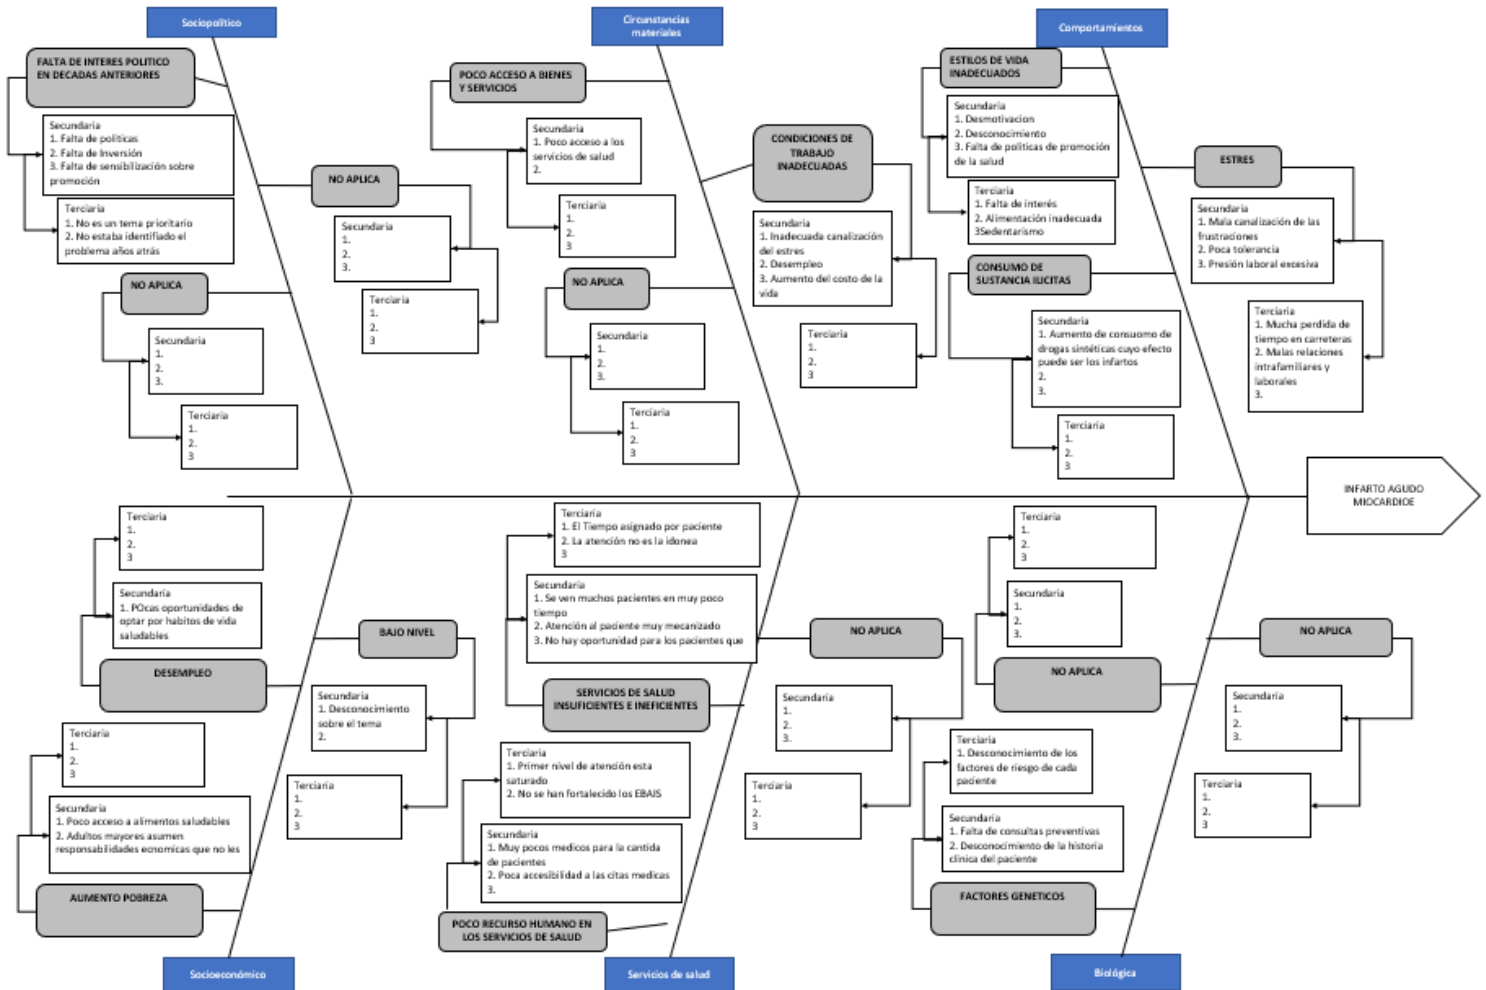 Sociopolítico
FALTA DE INTERES POLITICO
EN DECADAS ANTERIORES
Secundaria
1. Falta de políticas
2. Falta de Inversión
3. Falta de sensibilización sobre
promoción
Terciaria
1. No es un tema prioritario
2. No estaba identifiado el
problema años atrás
NO APLICA
Secundaria
1.
2.
3.
Terciaria
1.
2.
3
NO APLICA
Secundaria
1.
2.
3.
Terciaria
1.
2.
3
Circunstancias
materiales
POCO ACCESO A BIENES
Y SERVICIOS
Secundaria
1. Poco acceso a los
servicios de salud
2.
Terciaria
1.
2.
3
CONDICIONES DE
TRABAJO
INADECUADAS
Secundaria
1. Inadecuada canalización
del estres
2. Desempleo
3. Aumento del costo de la
vida
Terciaria
1.
2.
3
NO APLICA
Secundaria
1.
2.
3.
Terciaria
1.
2.
3
Comportamientos
ESTILOS DE VIDA
INADECUADOS
Secundaria
1. Desmotivacion
2. Desconocimiento
3. Falta de politicas de promoción
de la salud
Terciaria
1. Falta de interés
2. Alimentación inadecuada
3Sedentarismo
ESTRES
Secundaria
1. Mala canalización de las
frustraciones
2. Poca tolerancia
3. Presión laboral excesiva
Terciaria
1. Mucha perdida de
tiempo en carreteras
2. Malas relaciones
intrafamiliares y
laborales
3.
CONSUMO DE
SUSTANCIA ILICITAS
Secundaria
1. Aumento de consuomo de
drogas sintéticas cuyo efecto
puede ser los infartos
2.
3.
Terciaria
1.
2.
3
INFARTO AGUDO
MIOCARDIOE
Terciaria
1.
2.
3
Secundaria
1. POcas oportunidades de
optar por habitos de vida
saludables
DESEMPLEO
BAJO NIVEL
Secundaria
1. Desconocimiento
sobre el tema
2.
Terciaria
1.
2.
3
Terciaria
1.
2.
3
Secundaria
1. Poco acceso a alimentos saludables
2. Adultos mayores asumen
responsabilidades ecnomicas que no les
AUMENTO POBREZA
Socioeconómico
Terciaria
1. El Tiempo asignado por paciente
2. La atención no es la idonea
3
Secundaria
1. Se ven muchos pacientes en muy poco
tiempo
2. Atención al paciente muy mecanizado
3. No hay oportunidad para los pacientes que
SERVICIOS DE SALUD
INSUFICIENTES E INEFICIENTES
NO APLICA
Secundaria
1.
2.
3.
Terciaria
1.
2.
3
Terciaria
1. Primer nivel de atención esta
saturado
2. No se han fortalecido los EBAIS
Secundaria
1. Muy pocos medicos para la cantida
de pacientes
2. Poca accesibilidad a las citas medicas
3.
POCO RECURSO HUMANO EN
LOS SERVICIOS DE SALUD
Servicios de salud
Terciaria
1.
2.
3
Secundaria
1.
2.
3.
NO APLICA
NO APLICA
Secundaria
1.
2.
3.
Terciaria
1.
2.
3
Terciaria
1. Desconocimiento de los
factores de riesgo de cada
paciente
Secundaria
1. Falta de consultas preventivas
2. Desconocimiento de la historia
clinica del paciente
FACTORES GENETICOS
Biológica